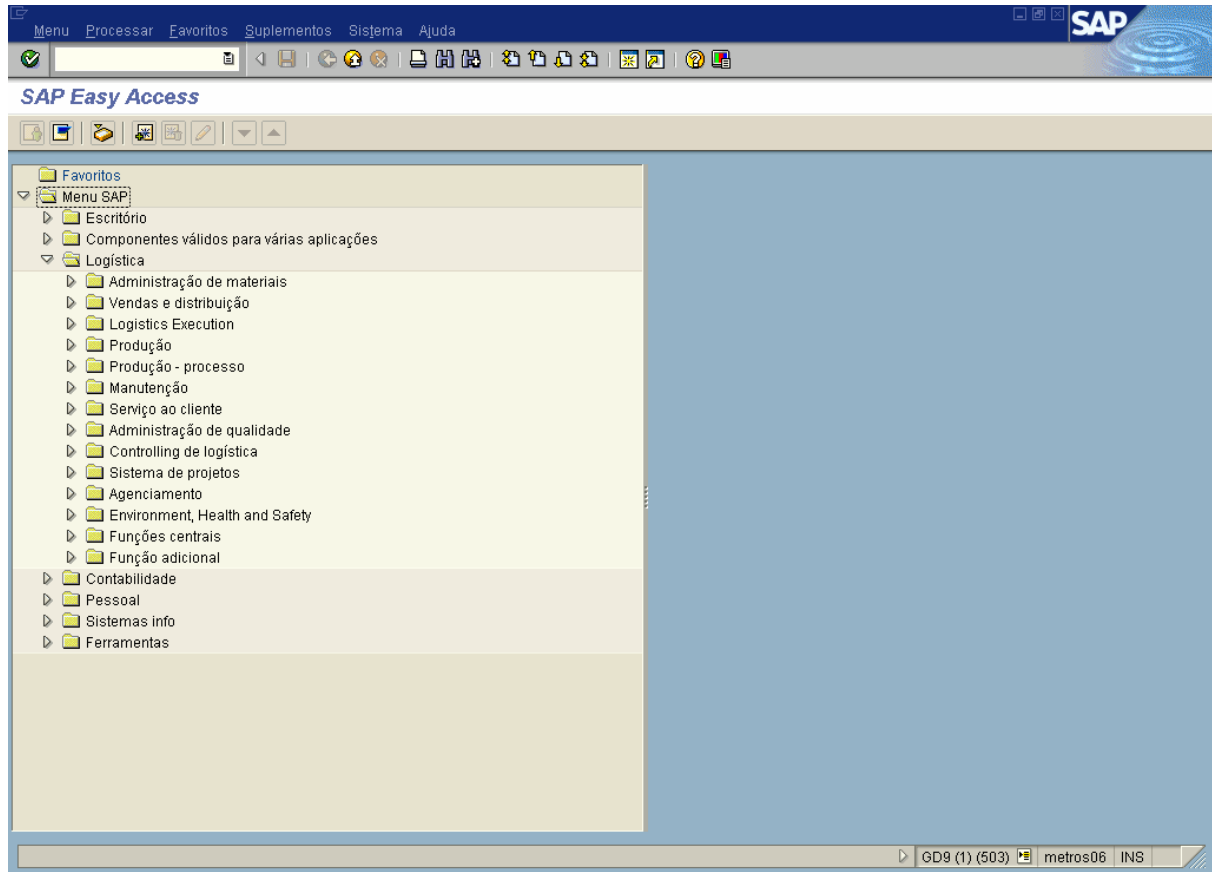 Menu Processar Favoritos Suplementos Sistema Ajuda
SAP
SAP Easy Access
Favoritos
Menu SAP
Escritório
Componentes válidos para várias aplicações
Logística
Administração de materiais
Vendas e distribuição
Logistics Execution
Produção
Produção - processo
Manutenção
Serviço ao cliente
Administração de qualidade
Controlling de logística
Sistema de projetos
Agenciamento
Environment, Health and Safety
Funções centrais
Função adicional
Contabilidade
Pessoal
Sistemas info
Ferramentas
GD9 (1) (503) metros06 INS